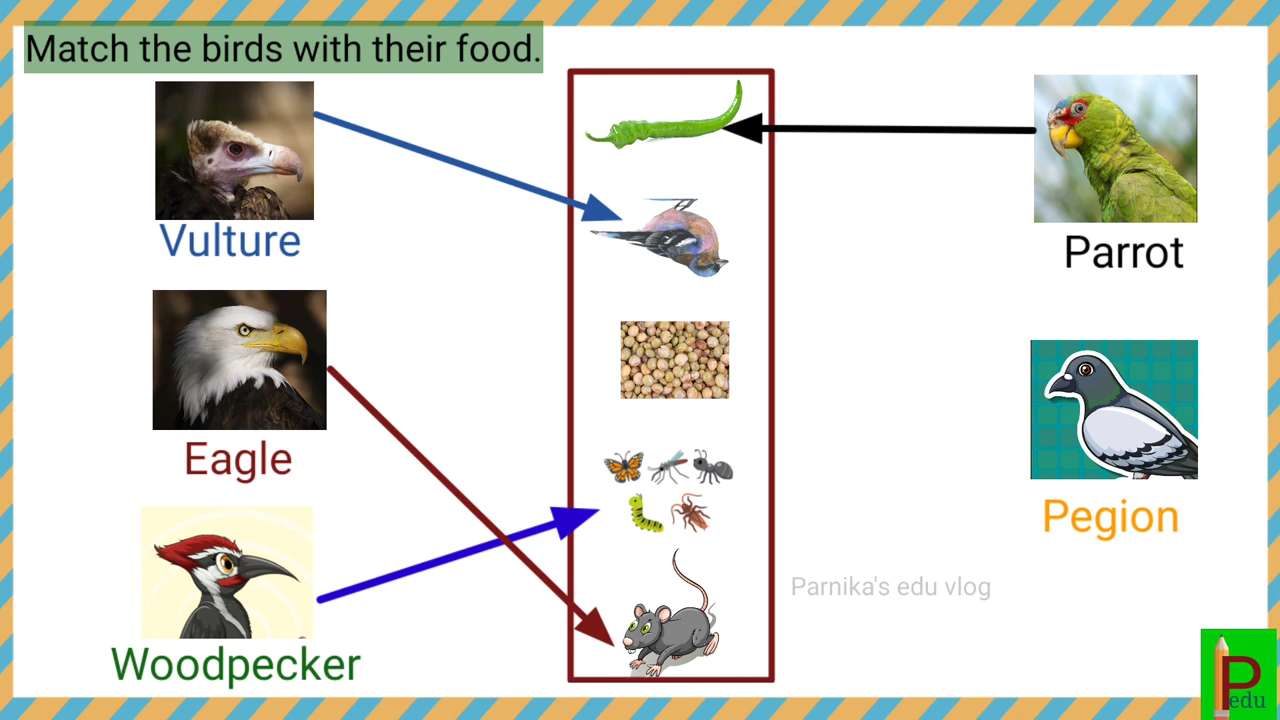 Match the birds with their food.
Vulture
Parrot
Eagle
Pegion
Parnika's edu vlog
Woodpecker
P
edu